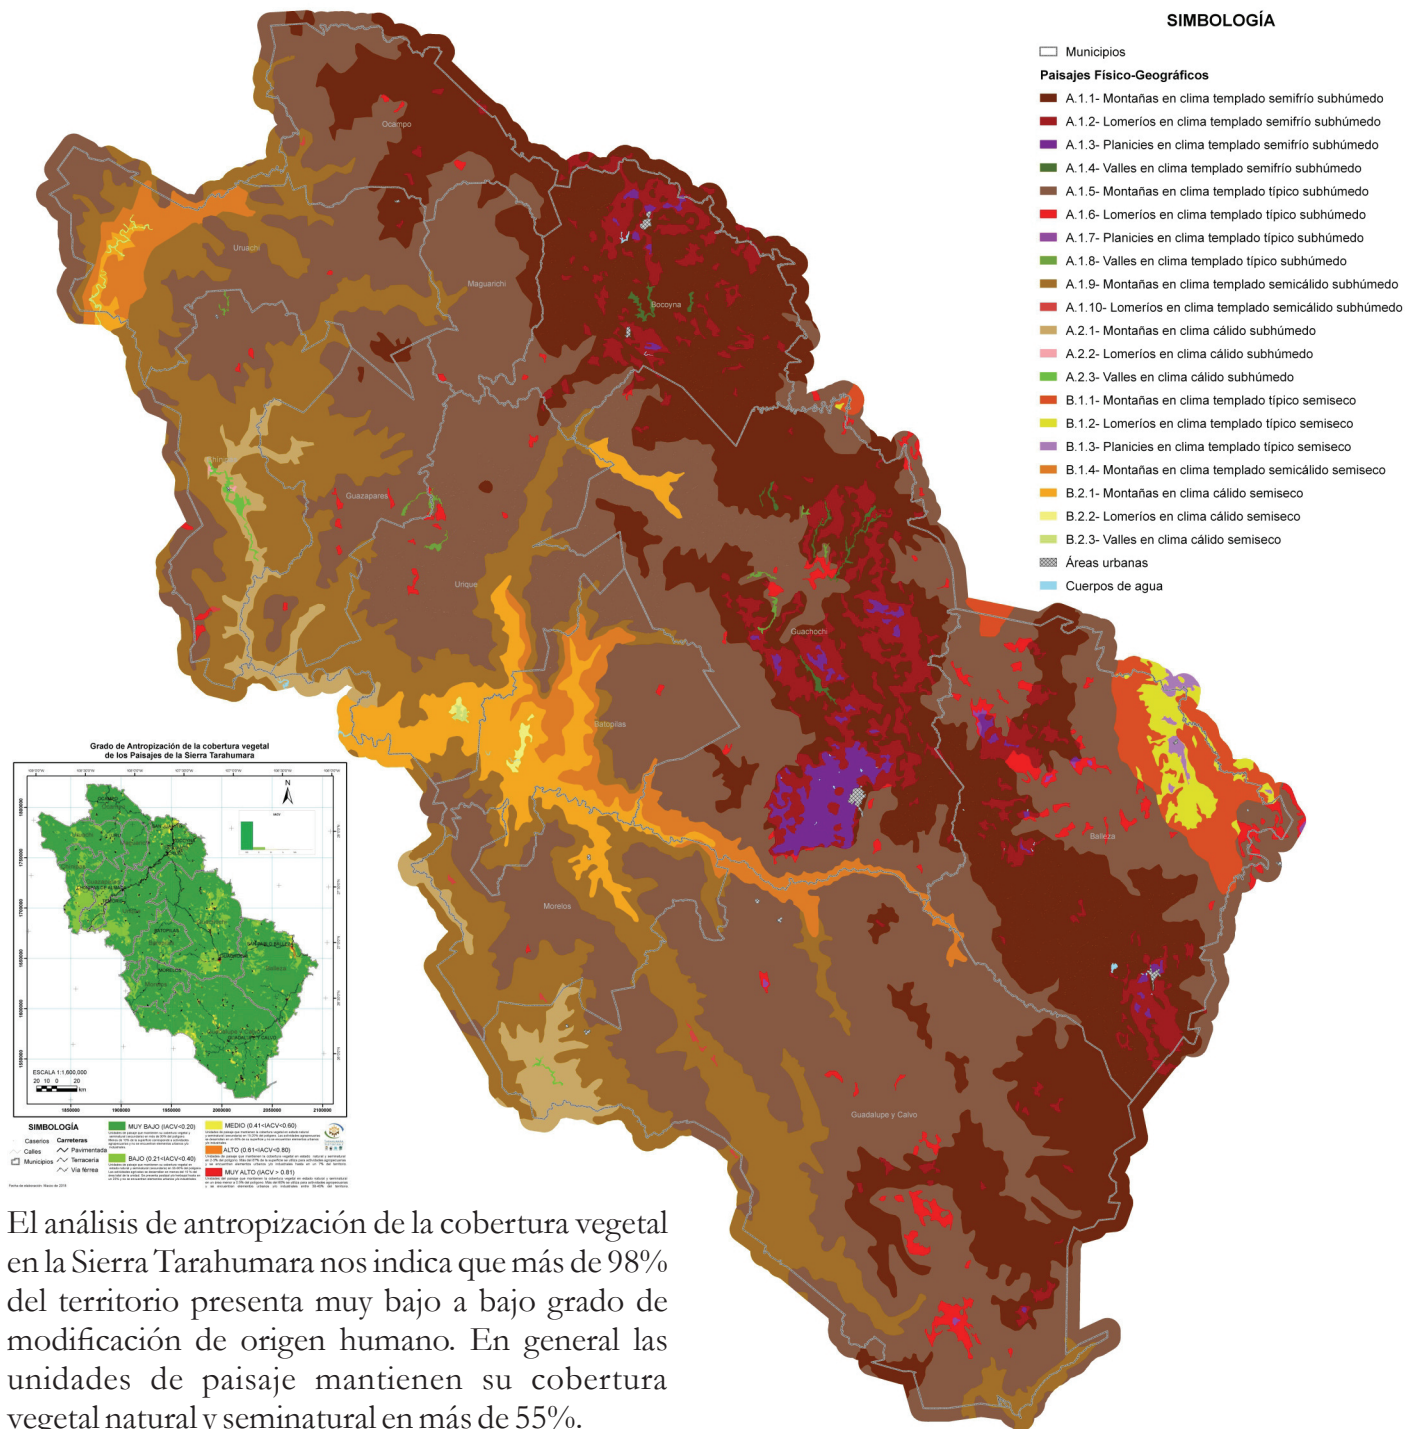 SIMBOLOGÍA
Municipios
Paisajes Físico-Geográficos
A.1.1- Montañas en clima templado semifrío subhúmedo
A.1.2- Lomeríos en clima templado semifrío subhúmedo
A.1.3- Planicies en clima templado semifrío subhúmedo
A.1.4- Valles en clima templado semifrío subhúmedo
A.1.5- Montañas en clima templado típico subhúmedo
A.1.6- Lomeríos en clima templado típico subhúmedo
A.1.7- Planicies en clima templado típico subhúmedo
A.1.8- Valles en clima templado típico subhúmedo
A.1.9- Montañas en clima templado semicálido subhúmedo
A.1.10- Lomeríos en clima templado semicálido subhúmedo
A.2.1- Montañas en clima cálido subhúmedo
A.2.2- Lomeríos en clima cálido subhúmedo
A.2.3- Valles en clima cálido subhúmedo
B.1.1- Montañas en clima templado típico semiseco
B.1.2- Lomeríos en clima templado típico semiseco
B.1.3- Planicies en clima templado típico semiseco
B.1.4- Montañas en clima templado semicálido semiseco
B.2.1- Montañas en clima cálido semiseco
B.2.2- Lomeríos en clima cálido semiseco
B.2.3- Valles en clima cálido semiseco
Áreas urbanas
Cuerpos de agua
Ocampo
Uruachi
Maguarichi
Bocoyna
Guazapares
Urique
Guachochi
Batopilas
Balleza
Morelos
Guadalupe y Calvo
Grado de Antropización de la cobertura vegetal
de los Paisajes de la Sierra Tarahumara
N
ESCALA 1:1,600,000
20 10 0 20
km
1850000 1900000 1950000 2000000 2050000 2100000
SIMBOLOGÍA
Caseríos
Calles
Municipios
Carreteras
Pavimentada
Terracería
Vía férrea
MUY BAJO (IACV<0.20)
BAJO (0.21<IACV<0.40)
MEDIO (0.41<IACV<0.60)
ALTO (0.61<IACV<0.80)
MUY ALTO (IACV > 0.81)
El análisis de antropización de la cobertura vegetal
en la Sierra Tarahumara nos indica que más de 98%
del territorio presenta muy bajo a bajo grado de
modificación de origen humano. En general las
unidades de paisaje mantienen su cobertura
vegetal natural y seminatural en más de 55%.